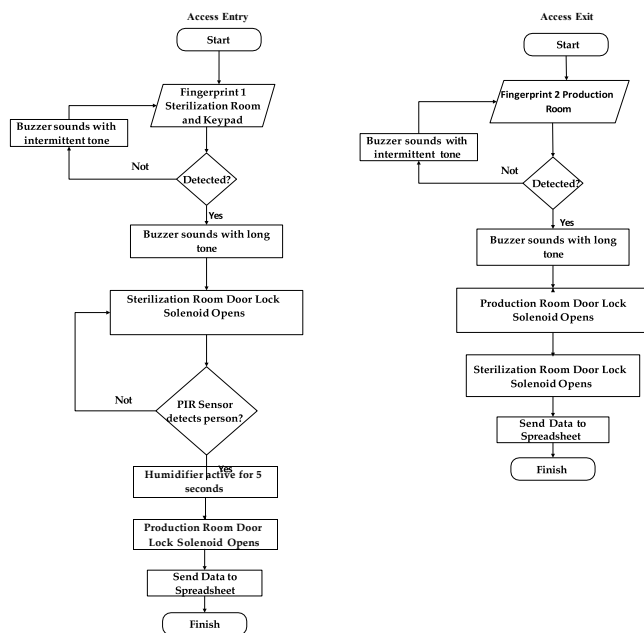 Access Entry
Start
Fingerprint 1
Sterilization Room
and Keypad
Buzzer sounds with
intermittent tone
Not
Detected?
Yes
Buzzer sounds with long
tone
Sterilization Room Door Lock
Solenoid Opens
Not
PIR Sensor
detects person?
Yes
Humidifier active for 5
seconds
Production Room Door
Lock Solenoid Opens
Send Data to
Spreadsheet
Finish
Access Exit
Start
Fingerprint 2 Production
Room
Buzzer sounds with
intermittent tone
Not
Detected?
Yes
Buzzer sounds with long
tone
Production Room Door Lock
Solenoid Opens
Sterilization Room Door Lock
Solenoid Opens
Send Data to
Spreadsheet
Finish